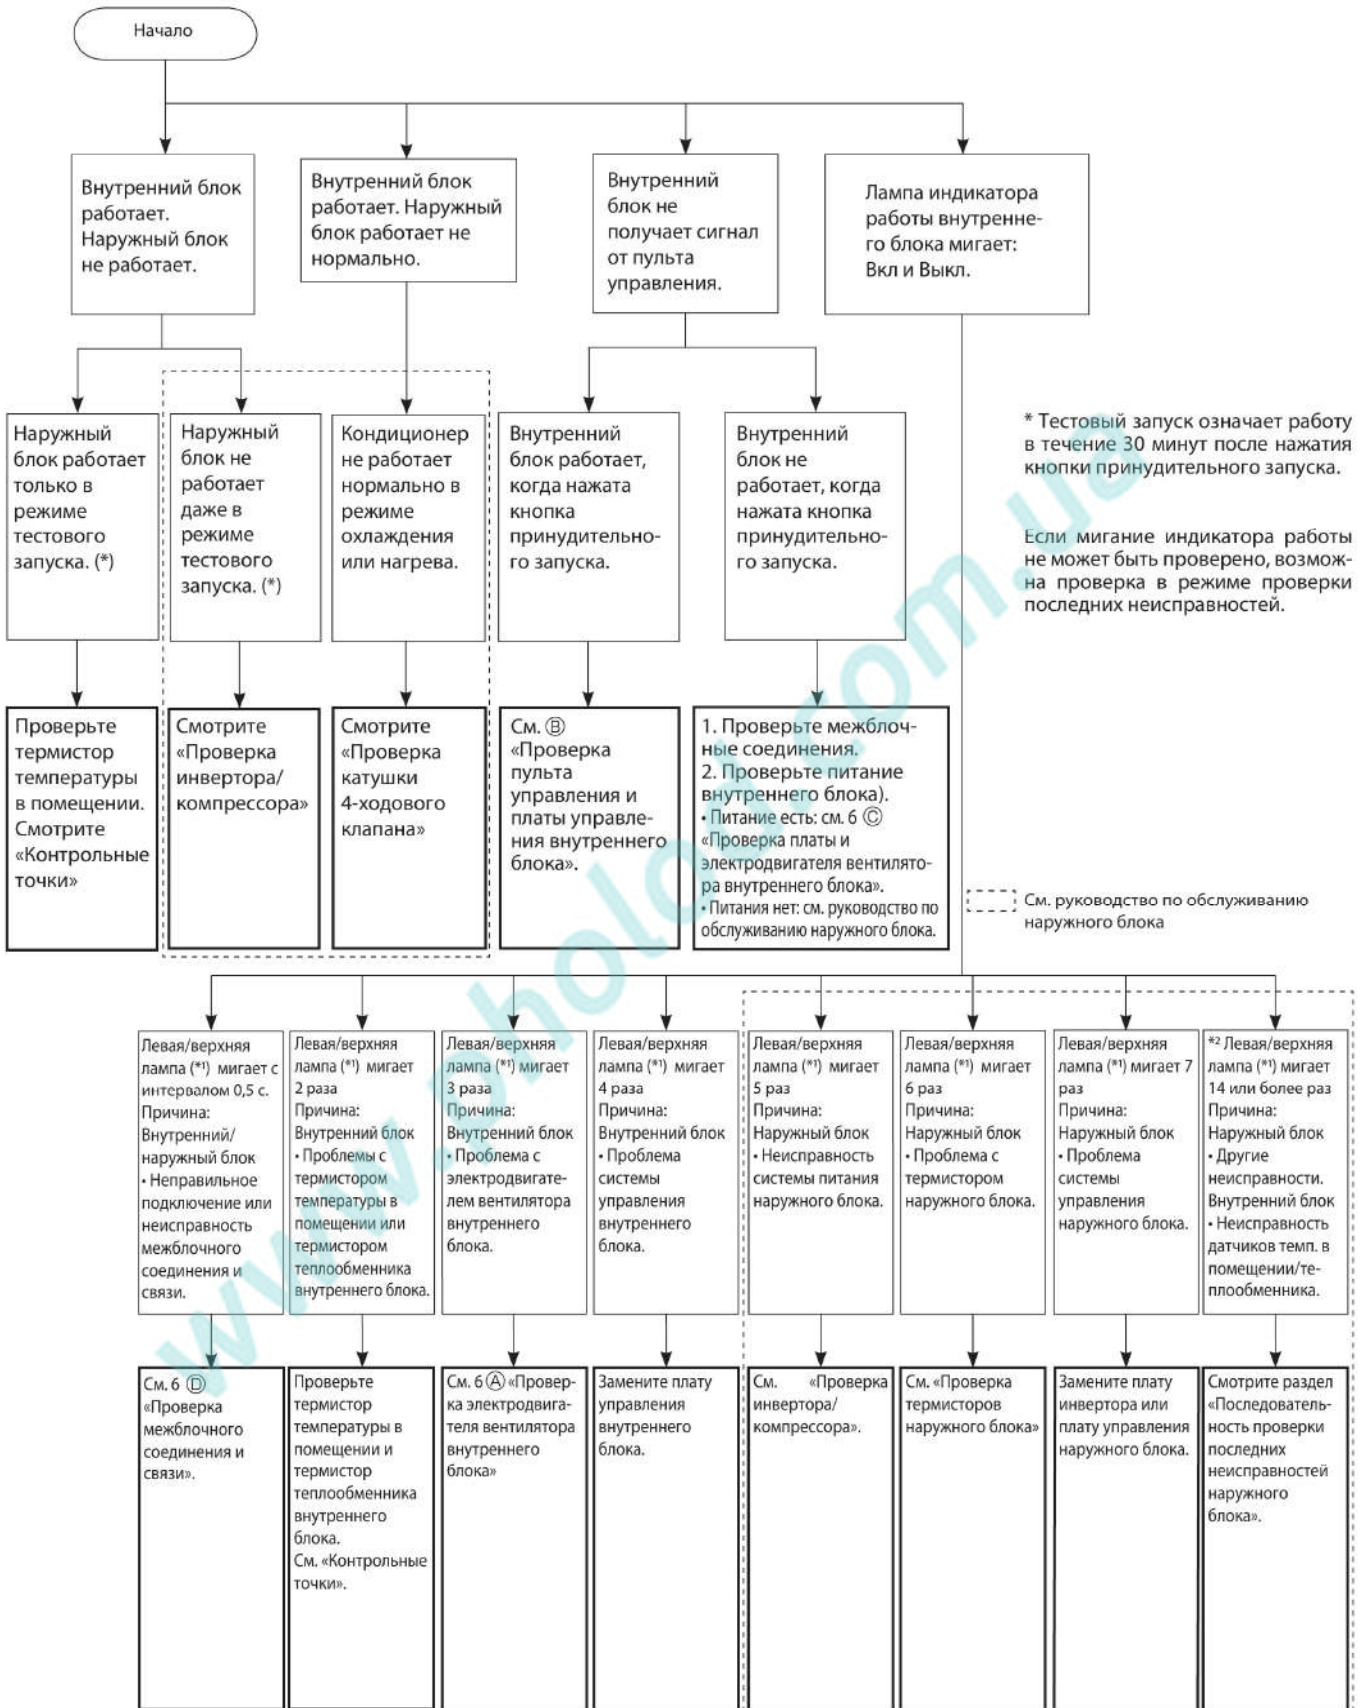 Начало
Внутренний блок
работает.
Наружный блок
не работает.
Внутренний блок
работает. Наружный
блок работает не
нормально.
Внутренний
блок не
получает сигнал
от пульта
управления.
Лампа индикатора
работы внутренне-
го блока мигает:
Вкл и Выкл.
Наружный
блок работает
только в
режиме
тестового
запуска. (*)
Наружный
блок не
работает
даже в
режиме
тестового
запуска. (*)
Кондиционер
не работает
нормально в
режиме
охлаждения
или нагрева.
Внутренний
блок работает,
когда нажата
кнопка
принудительно-
го запуска.
Внутренний
блок не
работает, когда
нажата кнопка
принудительно-
го запуска.
* Тестовый запуск означает работу
в течение 30 минут после нажатия
кнопки принудительного запуска.
Если мигание индикатора работы
не может быть проверено, возмож-
на проверка в режиме проверки
последних неисправностей.
Проверьте
термистор
температуры
в помещении.
Смотрите
«Контрольные
точки»
Смотрите
«Проверка
инвертора/
компрессора»
Смотрите
«Проверка
катушки
4-ходового
клапана»
См. Ⓑ
«Проверка
пульта
управления и
платы управле-
ния внутреннего
блока».
1. Проверьте межблоч-
ные соединения.
2. Проверьте питание
внутреннего блока).
• Питание есть: см. 6 Ⓒ
«Проверка платы и
электродвигателя вентилято-
ра внутреннего блока».
• Питания нет: см. руководство по
обслуживанию наружного блока.
См. руководство по обслуживанию
наружного блока
Левая/верхняя
лампа (*1) мигает с
интервалом 0,5 с.
Причина:
Внутренний/
наружный блок
• Неправильное
подключение или
неисправность
межблочного
соединения и
связи.
Левая/верхняя
лампа (*1) мигает
2 раза
Причина:
Внутренний блок
• Проблемы с
термистором
температуры в
помещении или
термистором
теплообменника
внутреннего блока.
Левая/верхняя
лампа (*1) мигает
3 раза
Причина:
Внутренний блок
• Проблема с
электродвигате-
лем вентилятора
внутреннего
блока.
Левая/верхняя
лампа (*1) мигает
4 раза
Причина:
Внутренний блок
• Проблема
системы
управления
внутреннего
блока.
Левая/верхняя
лампа (*1) мигает
5 раз
Причина:
Наружный блок
• Неисправность
системы питания
наружного блока.
Левая/верхняя
лампа (*1) мигает
6 раз
Причина:
Наружный блок
• Проблема с
термистором
наружного блока.
Левая/верхняя
лампа (*1) мигает 7
раз
Причина:
Наружный блок
• Проблема
системы
управления
наружного блока.
*2 Левая/верхняя
лампа (*1) мигает
14 или более раз
Причина:
Наружный блок
• Другие
неисправности.
Внутренний блок
• Неисправность
датчиков темп. в
помещении/те-
плообменника.
См. 6 Ⓓ
«Проверка
межблочного
соединения и
связи».
Проверьте
термистор
температуры в
помещении и
термистор
теплообменника
внутреннего
блока.
См. «Контрольные
точки».
См. 6 Ⓐ «Провер-
ка электродвига-
теля вентилятора
внутреннего
блока»
Замените плату
управления
внутреннего
блока.
См. «Проверка
инвертора/
компрессора».
См. «Проверка
термисторов
наружного блока»
Замените плату
инвертора или
плату управления
наружного блока.
Смотрите раздел
«Последователь-
ность проверки
последних
неисправностей
наружного
блока».
www.pholod.com.ua